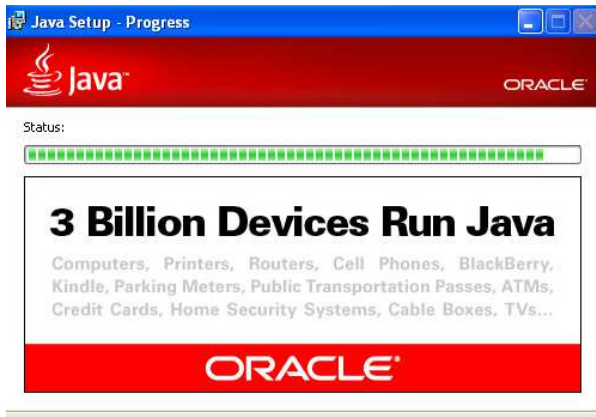 Java Setup - Progress
Java™
ORACLE®
Status:
3 Billion Devices Run Java
Computers, Printers, Routers, Cell Phones, BlackBerry,
Kindle, Parking Meters, Public Transportation Passes, ATMs,
Credit Cards, Home Security Systems, Cable Boxes, TVs...
ORACLE®